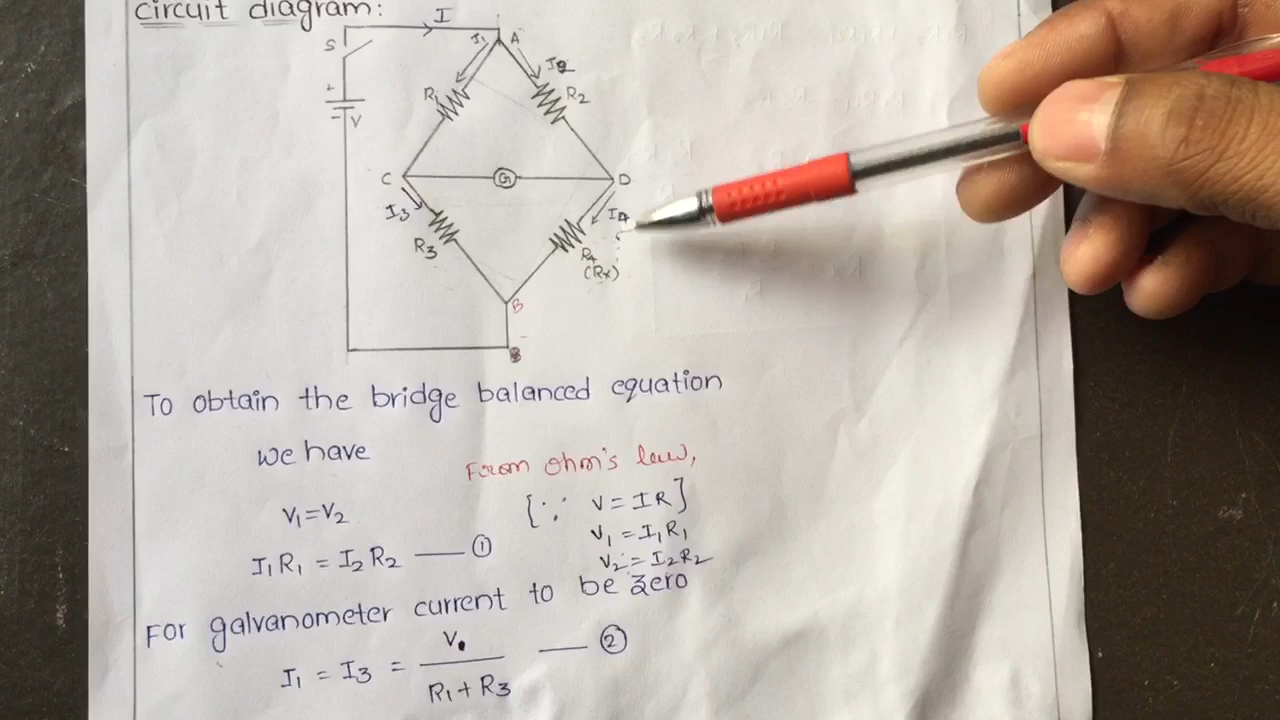 circuit diagram:
I
S
I1 A
I2
R1
R2
+
- V
C
G
D
I3
I4
R3
R4
(Rx)
B
To obtain the bridge balanced equation
we have
From ohm's law,
V1 = V2
[∵ V = IR]
V1 = I1R1
I1R1 = I2R2 —— ①
V2 = I2R2
For galvanometer current to be zero
I1 = I3 = V / R1 + R3 —— ②